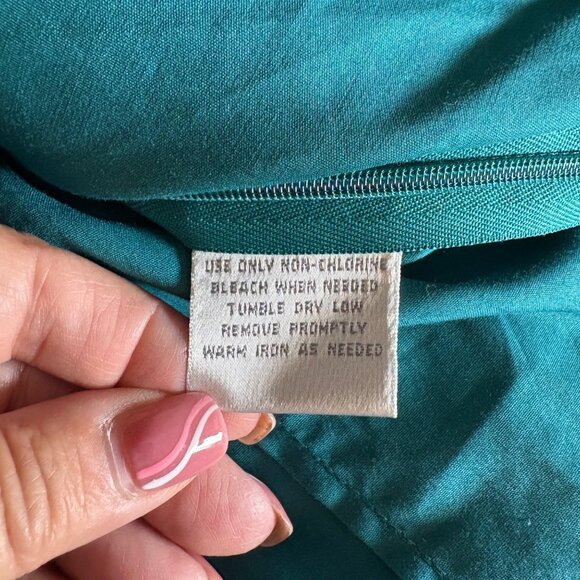 USE ONLY NON-CHLORINE
BLEACH WHEN NEEDED
TUMBLE DRY LOW
REMOVE PROMPTLY
WARM IRON AS NEEDED